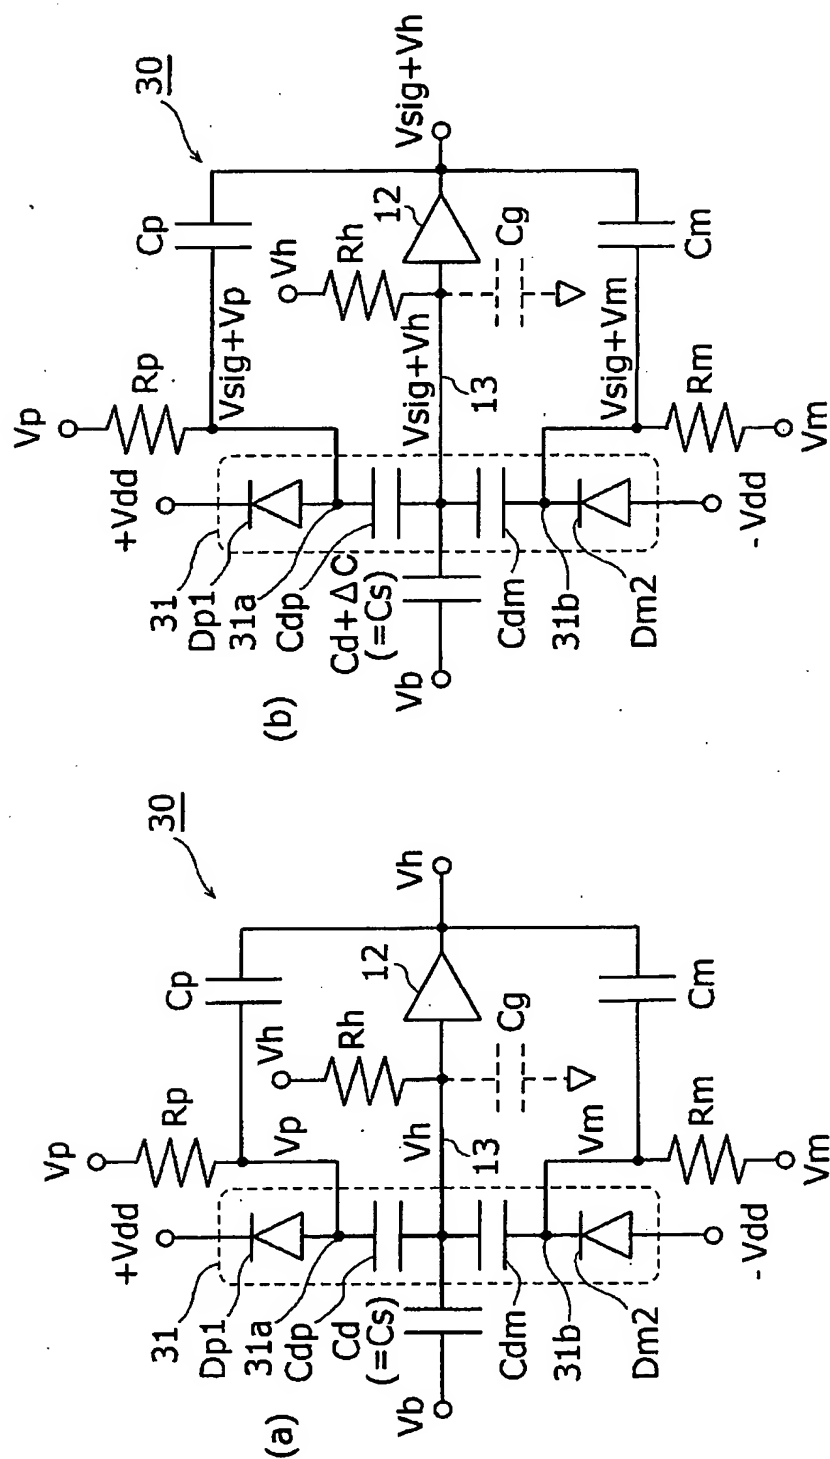 (a)
30
Vp
Rp
+Vdd
Cp
31
Dp1
31a
Cdp
Vp
Vh
Rh
12
Vh
Cd
(=Cs)
Vb
Vh
13
Cg
Cdm
31b
Dm2
Vm
Cm
-Vdd
Rm
Vm
(b)
30
Vp
Rp
+Vdd
Cp
31
Dp1
31a
Cdp
Vsig+Vp
Vh
Rh
12
Vsig+Vh
Cd+ΔC
(=Cs)
Vb
Vsig+Vh
13
Cg
Cdm
31b
Dm2
Vsig+Vm
Cm
-Vdd
Rm
Vm